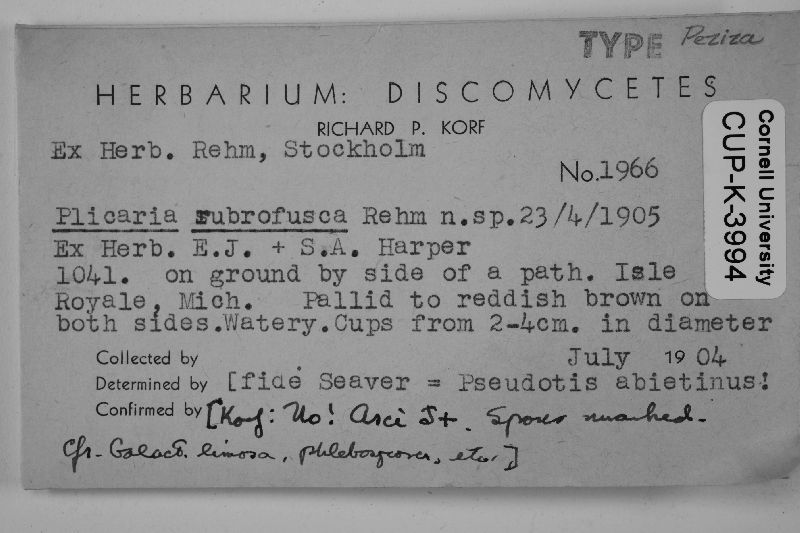 TYPE Peziza
HERBARIUM: DISCOMYCETES
RICHARD P. KORF
Ex Herb. Rehm, Stockholm
No. 1966
Plicaria rubrofusca Rehm n.sp. 23/4/1905
Ex Herb. E.J. + S.A. Harper
1041. on ground by side of a path. Isle
Royale, Mich. Pallid to reddish brown on
both sides. Watery. Cups from 2-4cm. in diameter
Collected by July 1904
Determined by [fide Seaver = Pseudotis abietinus!
Confirmed by [Korf: No! Asci J+. Spores marked.
Cfr. Galact. limosa, phlebospora, etc.]
Cornell University
CUP-K-3994